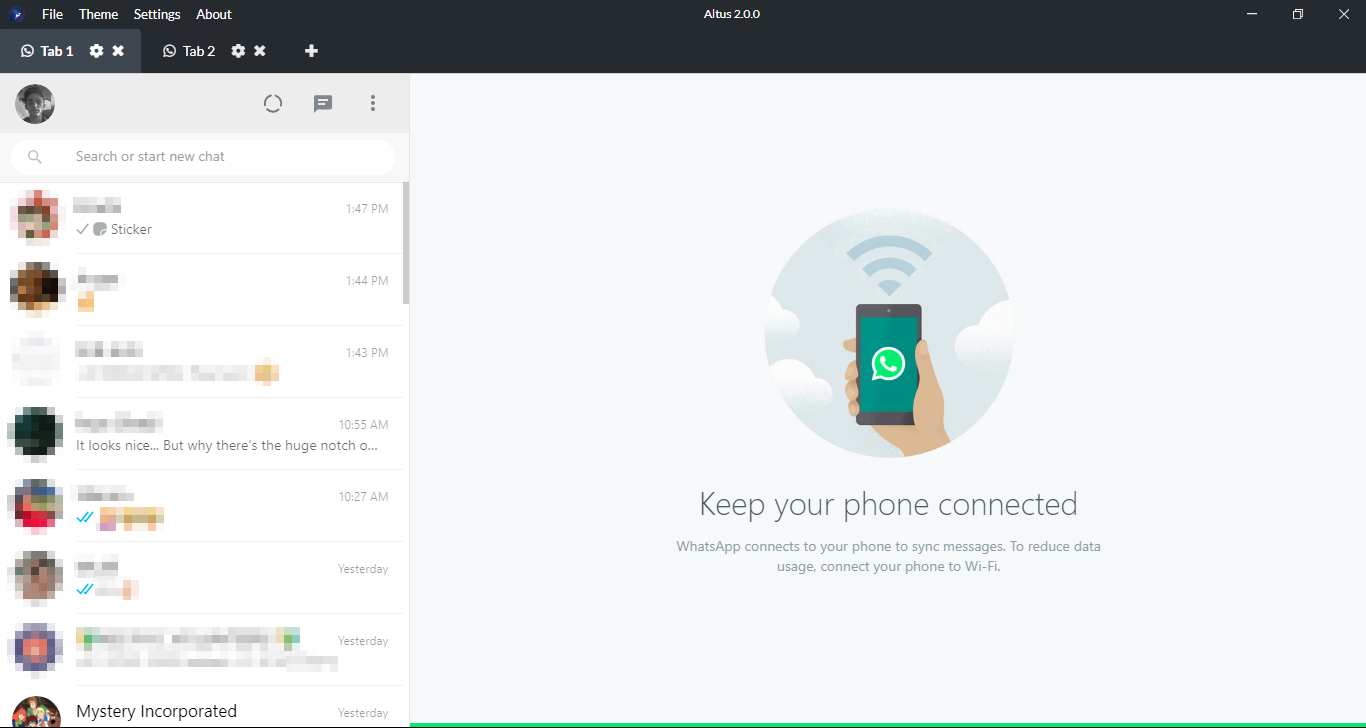 File Theme Settings About
Altus 2.0.0
Tab 1
Tab 2
Search or start new chat
1:47 PM
Sticker
1:44 PM
1:43 PM
10:55 AM
It looks nice... But why there's the huge notch o...
10:27 AM
Yesterday
Yesterday
Mystery Incorporated
Yesterday
Keep your phone connected
WhatsApp connects to your phone to sync messages. To reduce data
usage, connect your phone to Wi-Fi.